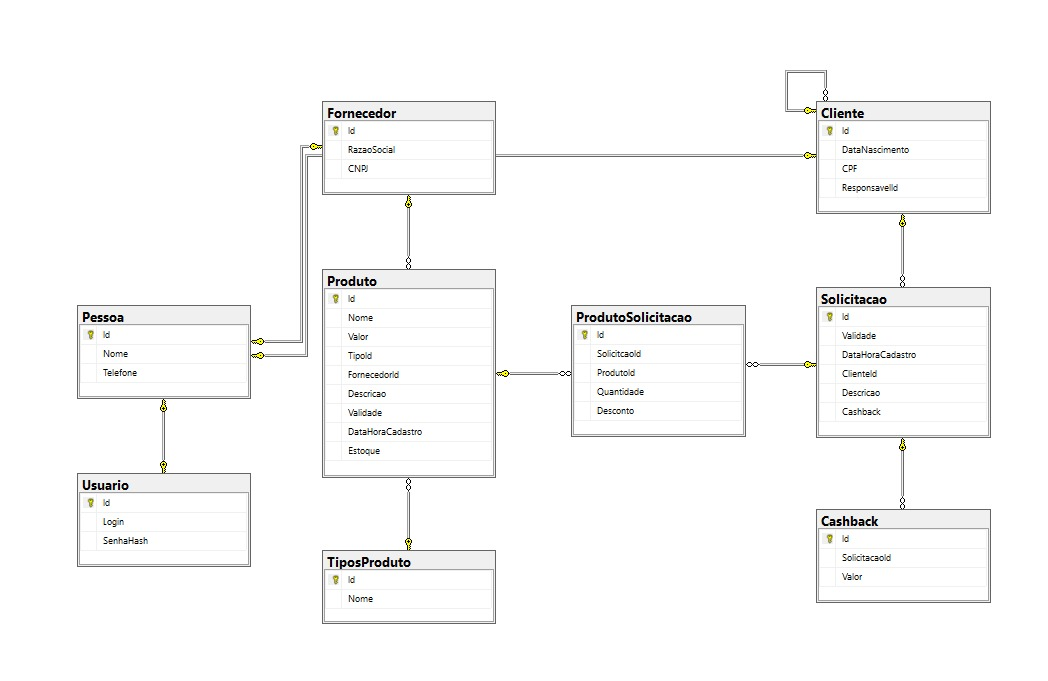 Fornecedor
Id
RazaoSocial
CNPJ
Cliente
Id
DataNascimento
CPF
ResponsavelId
Produto
Id
Nome
Valor
TipoId
FornecedorId
Descricao
Validade
DataHoraCadastro
Estoque
Pessoa
Id
Nome
Telefone
ProdutoSolicitacao
Id
SolicitcaoId
ProdutoId
Quantidade
Desconto
Solicitacao
Id
Validade
DataHoraCadastro
ClienteId
Descricao
Cashback
Usuario
Id
Login
SenhaHash
TiposProduto
Id
Nome
Cashback
Id
SolicitacaoId
Valor